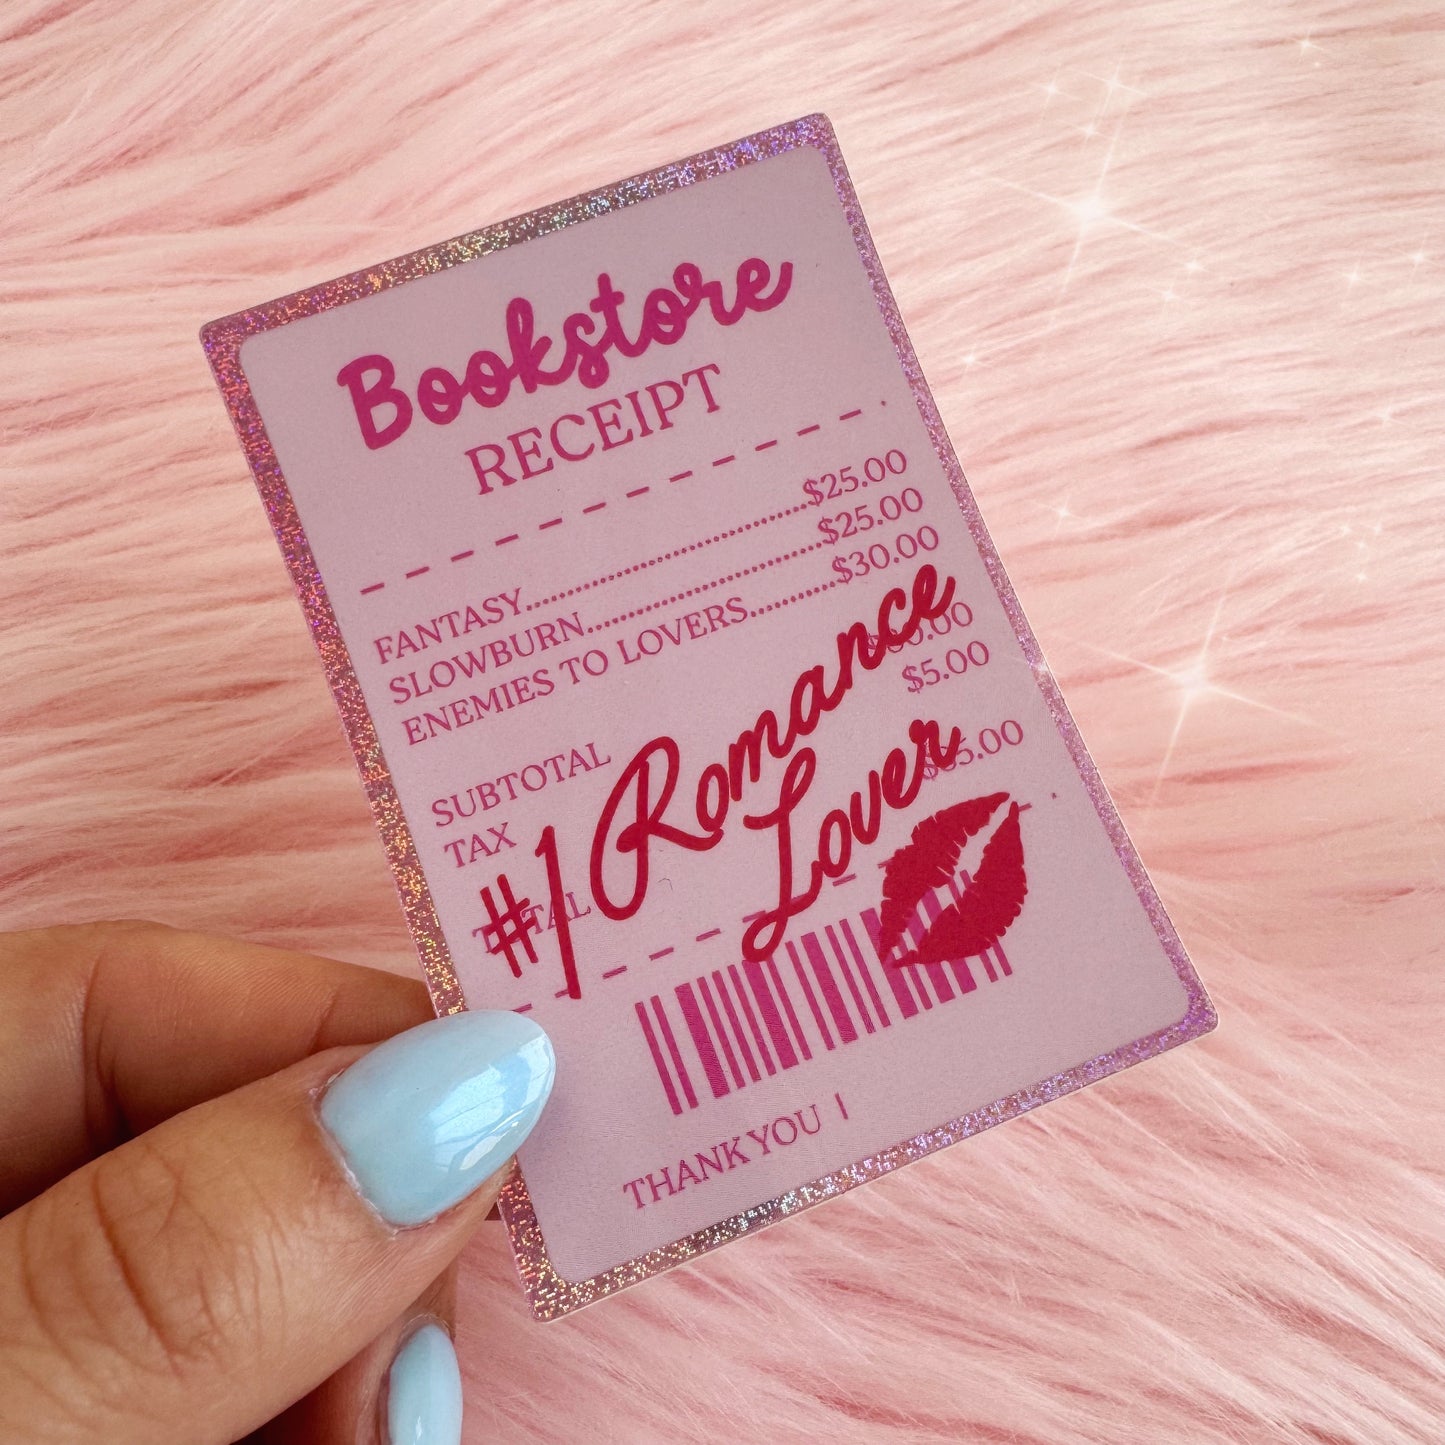 Bookstore
RECEIPT
FANTASY....................................$25.00
SLOWBURN..............................$25.00
ENEMIES TO LOVERS...........$30.00
SUBTOTAL
TAX $5.00
TOTAL
#1 Romance
Lover
THANK YOU |